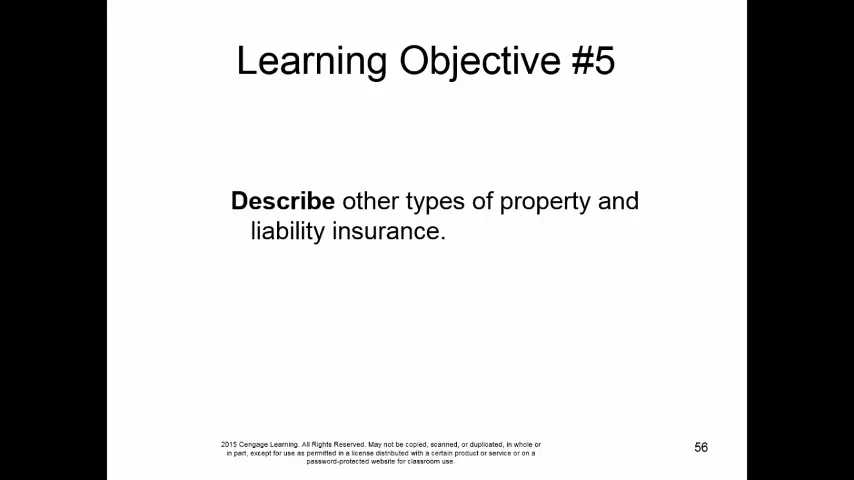 Learning Objective #5
Describe other types of property and
liability insurance.
2015 Cengage Learning. All Rights Reserved. May not be copied, scanned, or duplicated, in whole or
in part, except for use as permitted in a license distributed with a certain product or service or on a
password-protected website for classroom use.
56